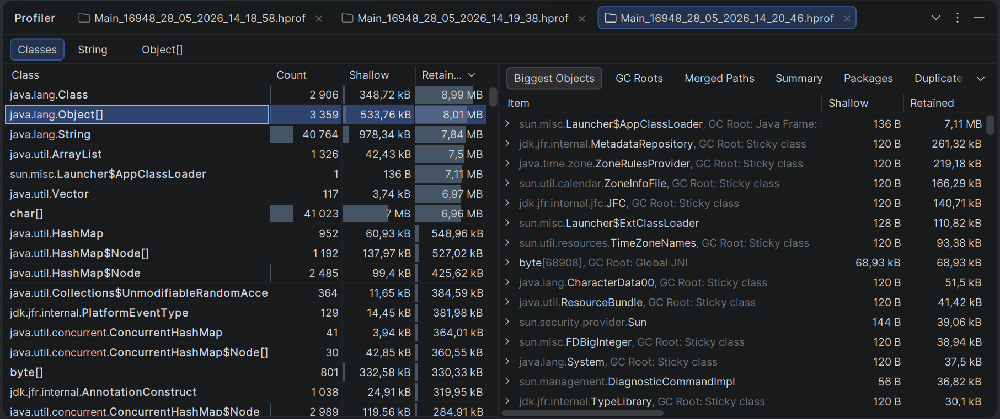 Profiler Main_16948_28_05_2026_14_18_58.hprof Main_16948_28_05_2026_14_19_38.hprof Main_16948_28_05_2026_14_20_46.hprof
Classes String Object[]
Class Count Shallow Retain...
java.lang.Class 2 906 348,72 kB 8,99 MB
java.lang.Object[] 3 359 533,76 kB 8,01 MB
java.lang.String 40 764 978,34 kB 7,84 MB
java.util.ArrayList 1 326 42,43 kB 7,5 MB
sun.misc.Launcher$AppClassLoader 1 136 B 7,11 MB
java.util.Vector 117 3,74 kB 6,97 MB
char[] 41 023 7 MB 6,96 MB
java.util.HashMap 952 60,93 kB 548,96 kB
java.util.HashMap$Node[] 1 192 137,97 kB 527,02 kB
java.util.HashMap$Node 2 485 99,4 kB 425,62 kB
java.util.Collections$UnmodifiableRandomAcce 364 11,65 kB 384,59 kB
jdk.jfr.internal.PlatformEventType 129 14,45 kB 381,98 kB
java.util.concurrent.ConcurrentHashMap 41 3,94 kB 364,01 kB
java.util.concurrent.ConcurrentHashMap$Node[] 30 42,85 kB 360,55 kB
byte[] 801 332,58 kB 330,33 kB
jdk.jfr.internal.AnnotationConstruct 1 038 24,91 kB 319,95 kB
java.util.concurrent.ConcurrentHashMap$Node 2 989 119,56 kB 284,91 kB
Biggest Objects GC Roots Merged Paths Summary Packages Duplicate
Item Shallow Retained
sun.misc.Launcher$AppClassLoader, GC Root: Java Frame: 136 B 7,11 MB
jdk.jfr.internal.MetadataRepository, GC Root: Sticky class 120 B 261,32 kB
java.time.zone.ZoneRulesProvider, GC Root: Sticky class 120 B 219,18 kB
sun.util.calendar.ZoneInfoFile, GC Root: Sticky class 120 B 166,29 kB
jdk.jfr.internal.jfc.JFC, GC Root: Sticky class 120 B 140,71 kB
sun.misc.Launcher$ExtClassLoader 128 B 110,82 kB
sun.util.resources.TimeZoneNames, GC Root: Sticky class 120 B 93,38 kB
byte[68908], GC Root: Global JNI 68,93 kB 68,93 kB
java.lang.CharacterData00, GC Root: Sticky class 120 B 51,5 kB
java.util.ResourceBundle, GC Root: Sticky class 120 B 41,42 kB
sun.security.provider.Sun 144 B 39,06 kB
sun.misc.FDBigInteger, GC Root: Sticky class 120 B 38,94 kB
java.lang.System, GC Root: Sticky class 120 B 37,5 kB
sun.management.DiagnosticCommandImpl 56 B 36,82 kB
jdk.jfr.internal.TypeLibrary, GC Root: Sticky class 120 B 30,1 kB